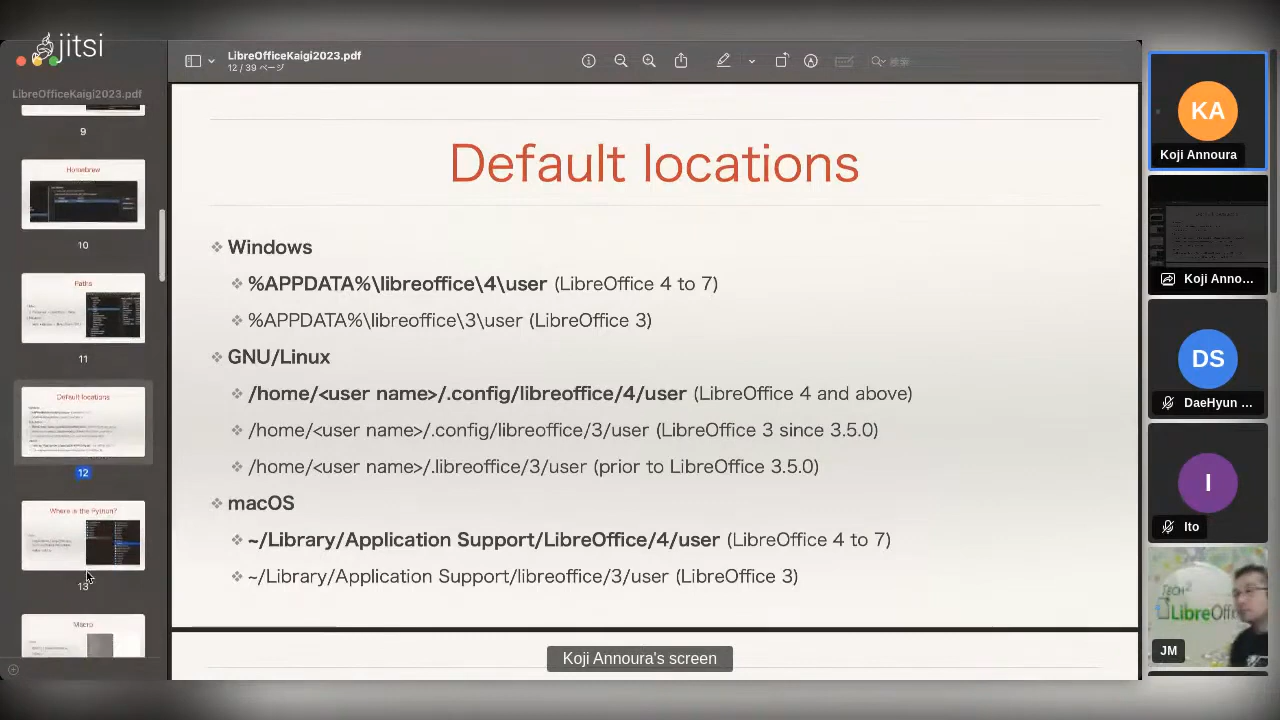 jitsi
LibreOfficeKaigi2023.pdf
12 / 39 ページ
検索
LibreOfficeKaigi2023.pdf
9
Homebrew
10
Paths
11
Default locations
12
Where is the Python?
13
Macro
Default locations
Windows
%APPDATA%\libreoffice\4\user (LibreOffice 4 to 7)
%APPDATA%\libreoffice\3\user (LibreOffice 3)
GNU/Linux
/home/<user name>/.config/libreoffice/4/user (LibreOffice 4 and above)
/home/<user name>/.config/libreoffice/3/user (LibreOffice 3 since 3.5.0)
/home/<user name>/.libreoffice/3/user (prior to LibreOffice 3.5.0)
macOS
~/Library/Application Support/LibreOffice/4/user (LibreOffice 4 to 7)
~/Library/Application Support/libreoffice/3/user (LibreOffice 3)
Koji Annoura's screen
KA
Koji Annoura
Koji Anno...
DS
DaeHyun ...
I
Ito
LibreOffi
JM